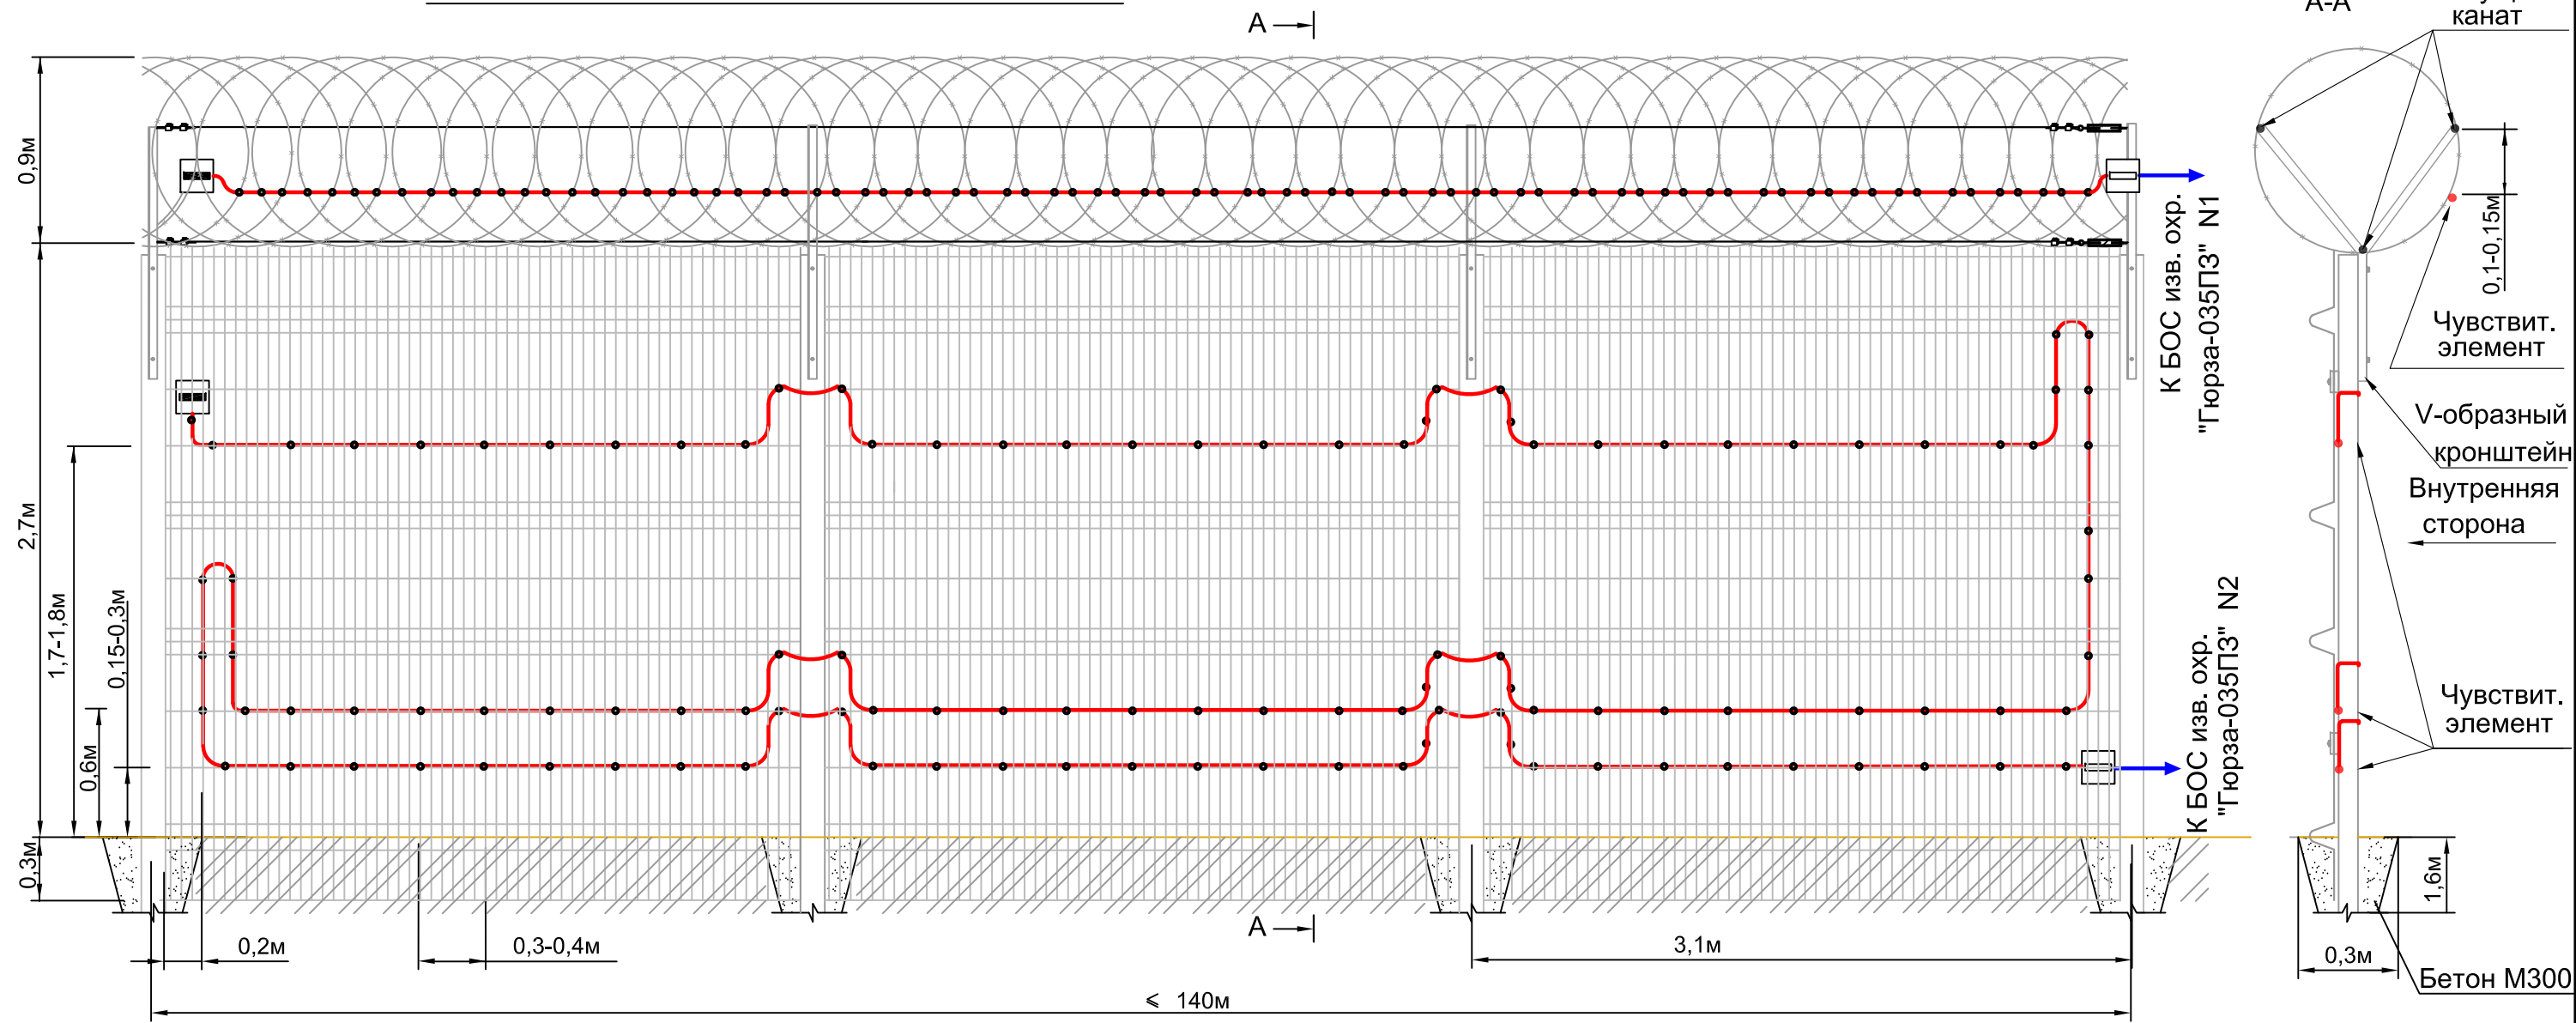 А
А-А
канат
0,9м
2,7м
1,7-1,8м
0,15-0,3м
0,6м
0,3м
К БОС изв. охр.
"Гюрза-035ПЗ" N1
К БОС изв. охр.
"Гюрза-035ПЗ" N2
0,1-0,15м
Чувствит.
элемент
V-образный
кронштейн
Внутренняя
сторона
Чувствит.
элемент
1,6м
0,3м
Бетон М300
А
0,2м
0,3-0,4м
3,1м
⩽ 140м